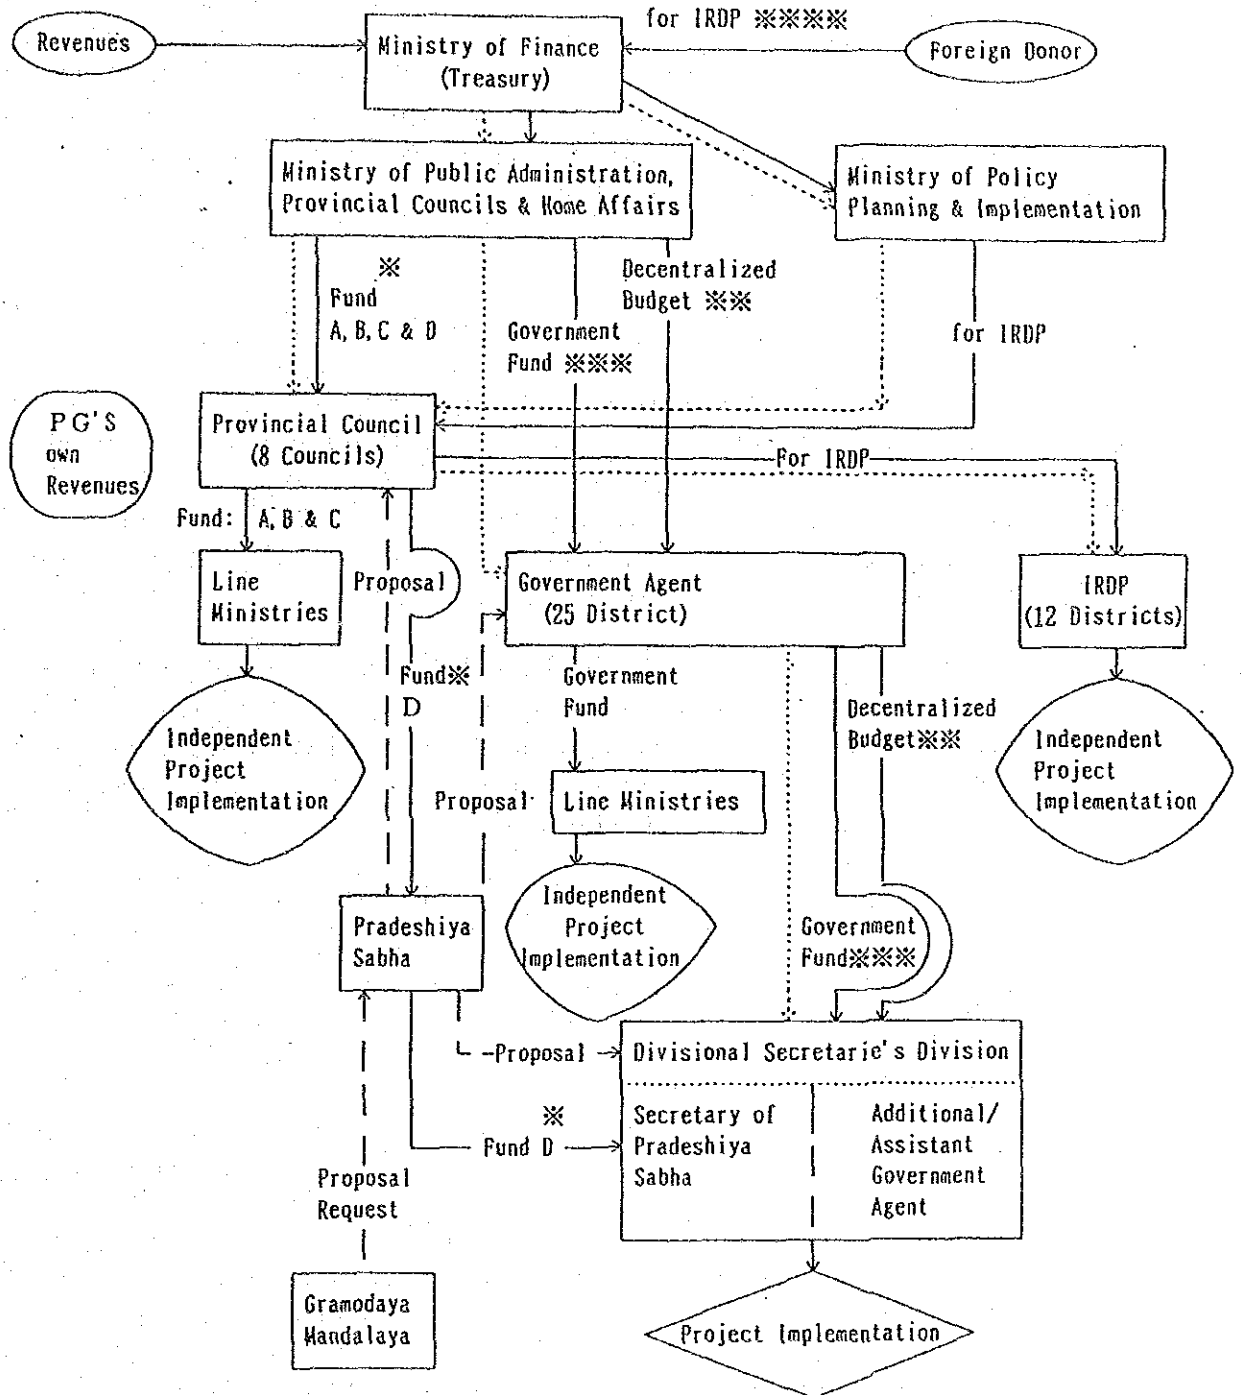 for IRDP ※※※※
Revenues
Ministry of Finance
(Treasury)
Foreign Donor
Ministry of Public Administration,
Provincial Councils & Home Affairs
Ministry of Policy
Planning & Implementation
※
Fund
A, B, C & D
Government
Fund ※※※
Decentralized
Budget ※※
for IRDP
PG'S
own
Revenues
Provincial Council
(8 Councils)
For IRDP
Fund: A, B & C
Line
Ministries
Proposal
Government Agent
(25 District)
IRDP
(12 Districts)
Fund※
D
Government
Fund
Decentralized
Budget※※
Independent
Project
Implementation
Proposal
Line Ministries
Independent
Project
Implementation
Pradeshiya
Sabha
Independent
Project
Implementation
Government
Fund※※※
Proposal
Divisional Secretarie's Division
※
Fund D
Secretary of
Pradeshiya
Sabha
Additional/
Assistant
Government
Agent
Proposal
Request
Gramodaya
Mandalaya
Project Implementation